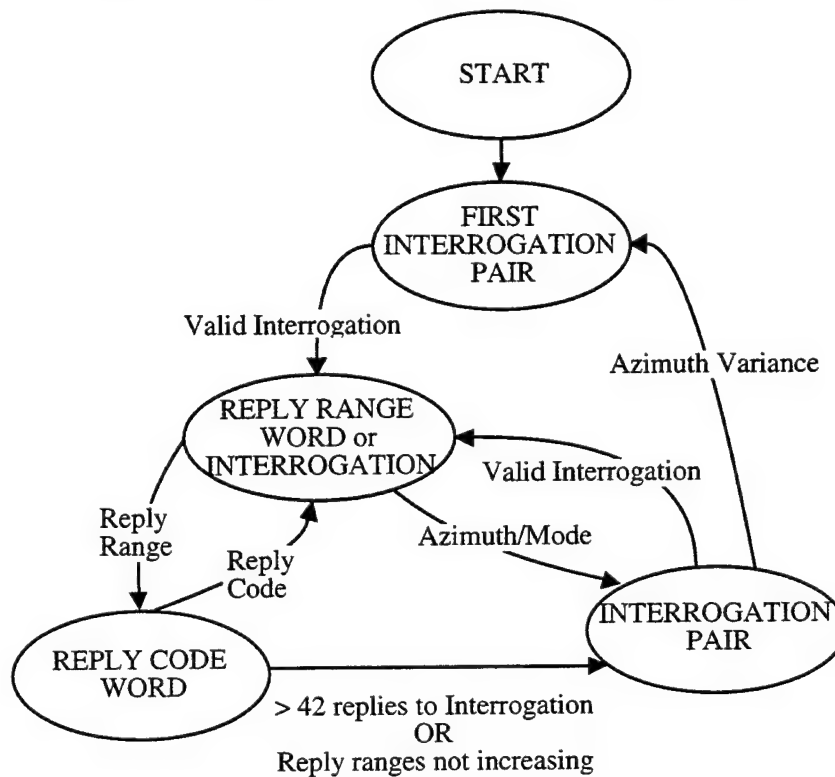 START
FIRST
INTERROGATION
PAIR
Valid Interrogation
Azimuth Variance
REPLY RANGE
WORD or
INTERROGATION
Valid Interrogation
Reply
Range
Reply
Code
Azimuth/Mode
INTERROGATION
PAIR
REPLY CODE
WORD
> 42 replies to Interrogation
OR
Reply ranges not increasing